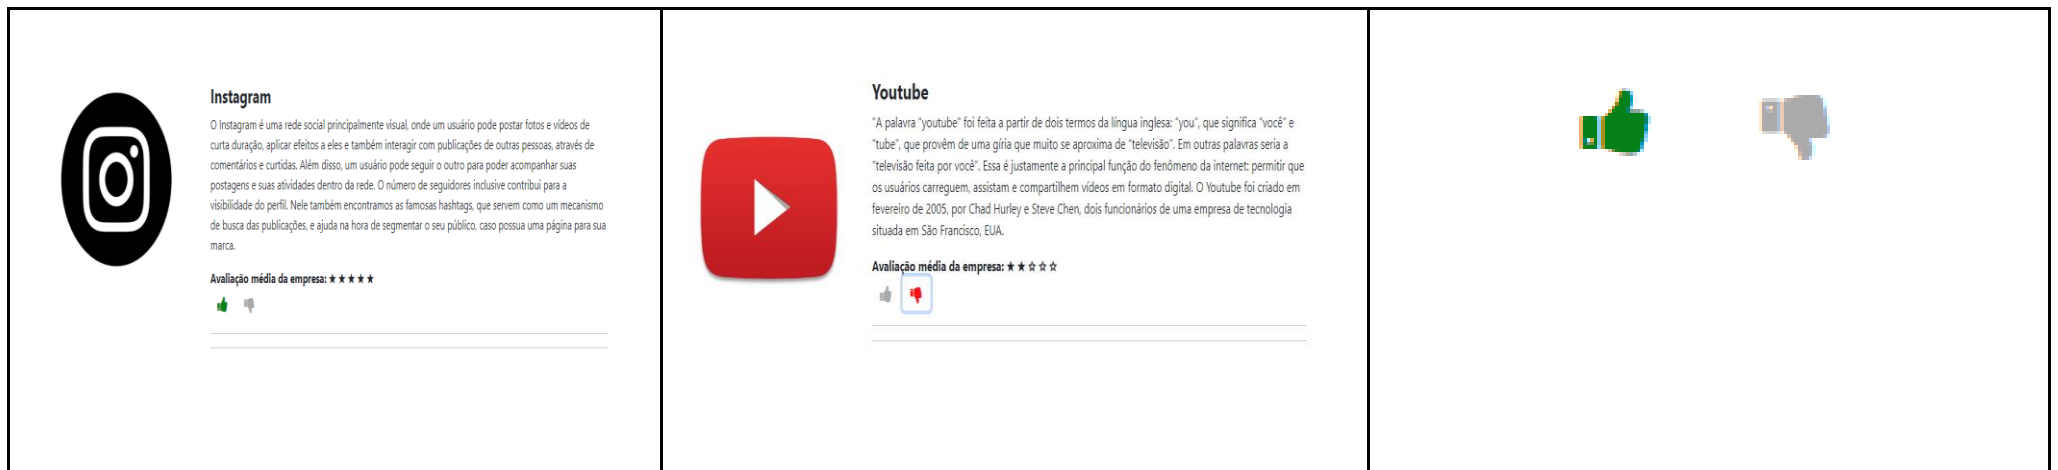 Instagram
O Instagram é uma rede social principalmente visual, onde um usuário pode postar fotos e vídeos de
curta duração, aplicar efeitos a eles e também interagir com publicações de outras pessoas, através de
comentários e curtidas. Além disso, um usuário pode seguir o outro para poder acompanhar suas
postagens e suas atividades dentro da rede. O número de seguidores inclusive contribui para a
visibilidade do perfil. Nele também encontramos as famosas hashtags, que servem como um mecanismo
de busca das publicações, e ajuda na hora de segmentar o seu público, caso possua uma página para sua
marca.
Avaliação média da empresa: ★★★★★
Youtube
"A palavra "youtube" foi feita a partir de dois termos da língua inglesa: "you", que significa "você" e
"tube", que provêm de uma gíria que muito se aproxima de "televisão". Em outras palavras seria a
"televisão feita por você". Essa é justamente a principal função do fenômeno da internet: permitir que
os usuários carreguem, assistam e compartilhem vídeos em formato digital. O Youtube foi criado em
fevereiro de 2005, por Chad Hurley e Steve Chen, dois funcionários de uma empresa de tecnologia
situada em São Francisco, EUA.
Avaliação média da empresa: ★★☆☆☆